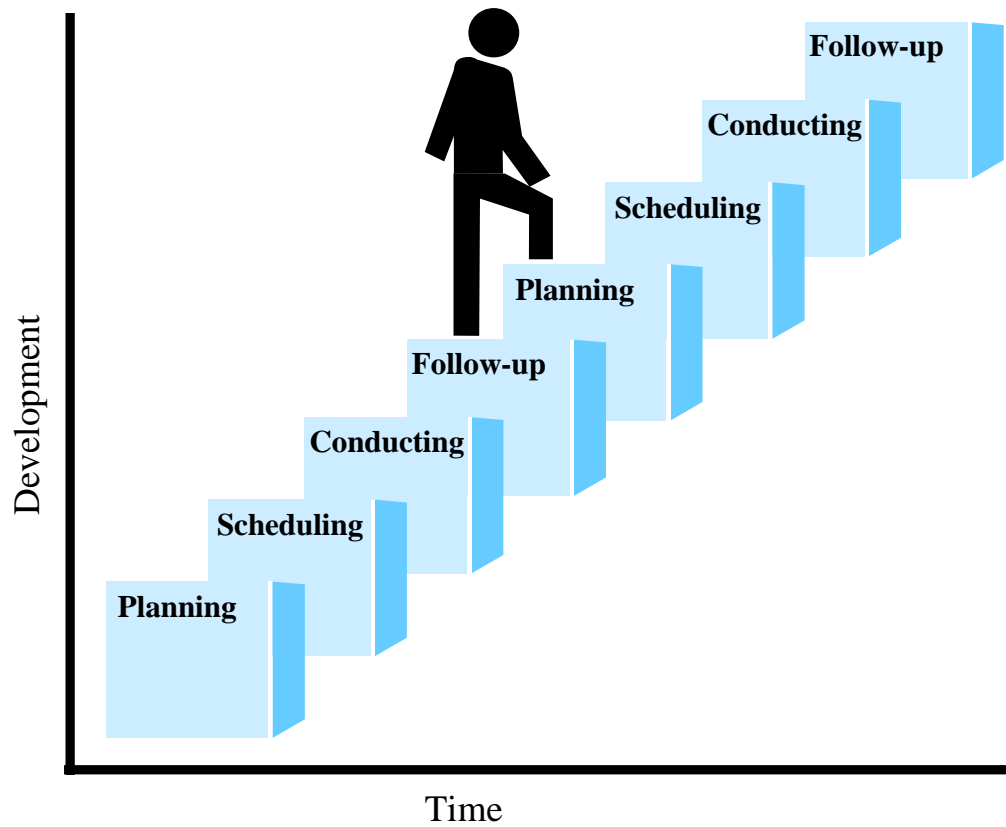 Follow-up
Conducting
Scheduling
Planning
Follow-up
Conducting
Scheduling
Planning
Development
Time